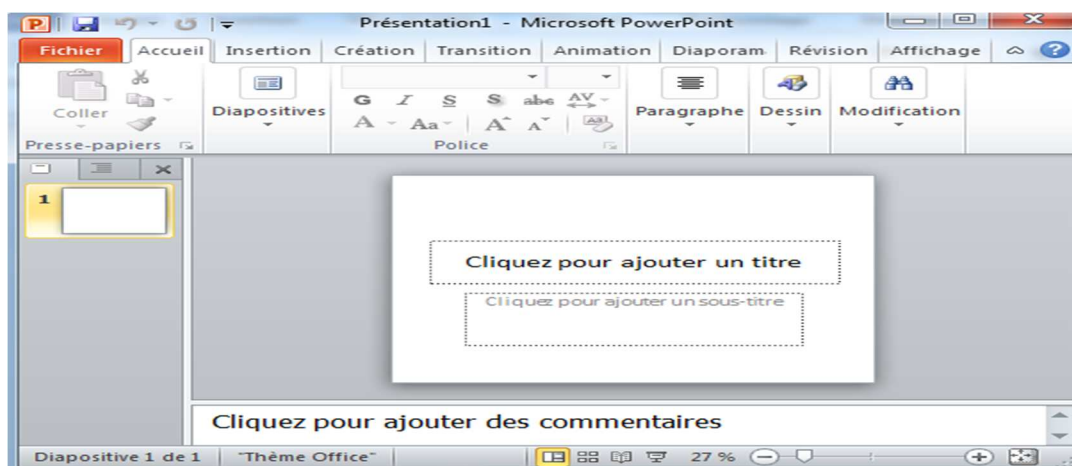 Présentation1 - Microsoft PowerPoint
Fichier Accueil Insertion Création Transition Animation Diaporam Révision Affichage
Coller Diapositives G I S S abc AV Paragraphe Dessin Modification
A Aa A A
Presse-papiers Police
1
Cliquez pour ajouter un titre
Cliquez pour ajouter un sous-titre
Cliquez pour ajouter des commentaires
Diapositive 1 de 1 "Thème Office" 27 %